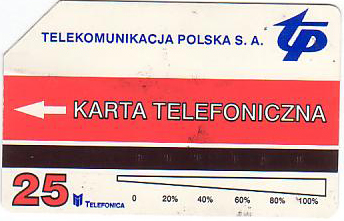 TELEKOMUNIKACJA POLSKA S. A.
tp
KARTA TELEFONICZNA
25 TELEFONICA 0 20% 40% 60% 80% 100%